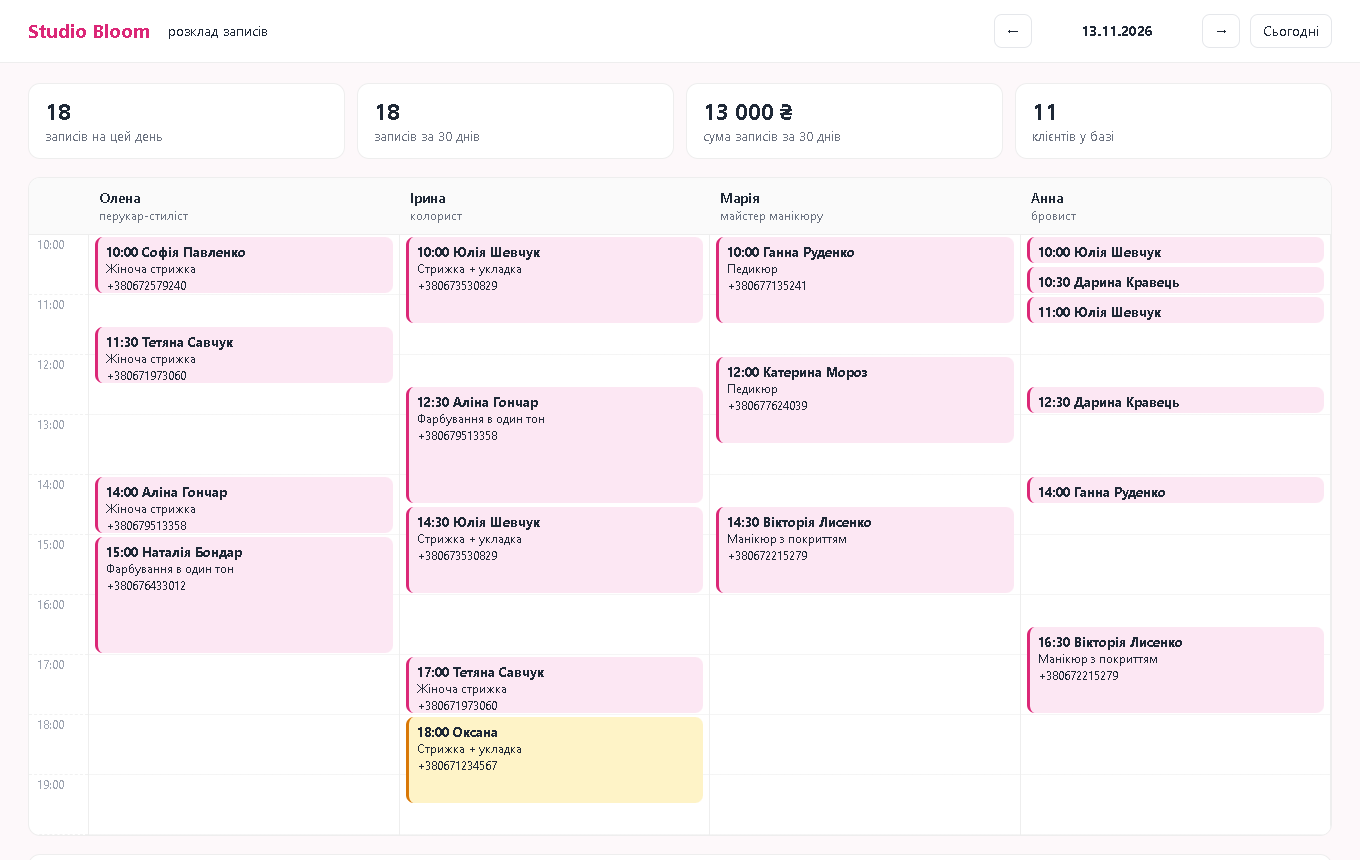 Studio Bloom розклад записів
←
13.11.2026
→
Сьогодні
18
записів на цей день
18
записів за 30 днів
13 000 ₴
сума записів за 30 днів
11
клієнтів у базі
Олена
перукар-стиліст
Ірина
колорист
Марія
майстер манікюру
Анна
бровист
10:00
11:00
12:00
13:00
14:00
15:00
16:00
17:00
18:00
19:00
10:00 Софія Павленко
Жіноча стрижка
+380672579240
11:30 Тетяна Савчук
Жіноча стрижка
+380671973060
14:00 Аліна Гончар
Жіноча стрижка
+380679513358
15:00 Наталія Бондар
Фарбування в один тон
+380676433012
10:00 Юлія Шевчук
Стрижка + укладка
+380673530829
12:30 Аліна Гончар
Фарбування в один тон
+380679513358
14:30 Юлія Шевчук
Стрижка + укладка
+380673530829
17:00 Тетяна Савчук
Жіноча стрижка
+380671973060
18:00 Оксана
Стрижка + укладка
+380671234567
10:00 Ганна Руденко
Педикюр
+380677135241
12:00 Катерина Мороз
Педикюр
+380677624039
14:30 Вікторія Лисенко
Манікюр з покриттям
+380672215279
10:00 Юлія Шевчук
10:30 Дарина Кравець
11:00 Юлія Шевчук
12:30 Дарина Кравець
14:00 Ганна Руденко
16:30 Вікторія Лисенко
Манікюр з покриттям
+380672215279